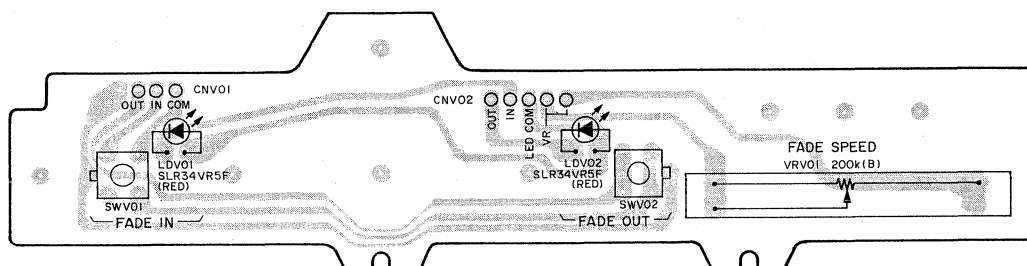 CNV01
OUT IN COM
LDV01
SLR34VR5F
(RED)
SWV01
FADE IN
CNV02
OUT
IN
LED COM
VR
LDV02
SLR34VR5F
(RED)
SWV02
FADE OUT
FADE SPEED
VRV01 200k(B)